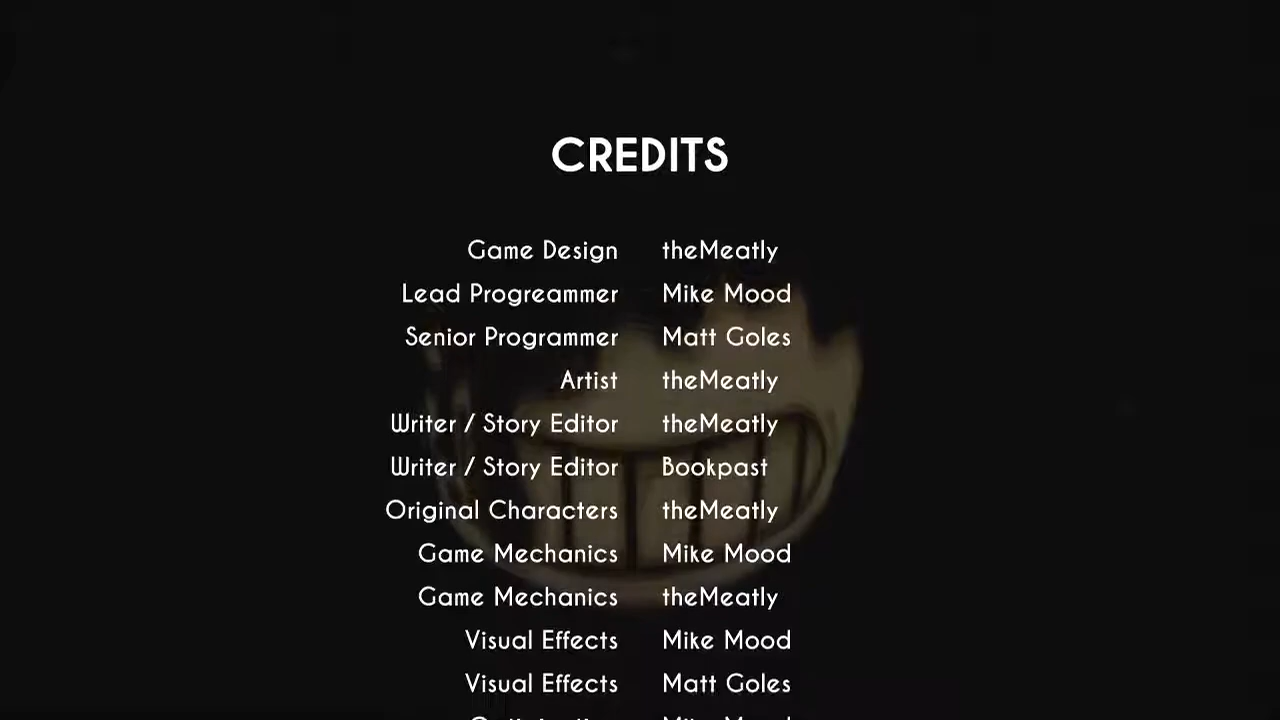 CREDITS
Game Design theMeatly
Lead Progreammer Mike Mood
Senior Programmer Matt Goles
Artist theMeatly
Writer / Story Editor theMeatly
Writer / Story Editor Bookpast
Original Characters theMeatly
Game Mechanics Mike Mood
Game Mechanics theMeatly
Visual Effects Mike Mood
Visual Effects Matt Goles